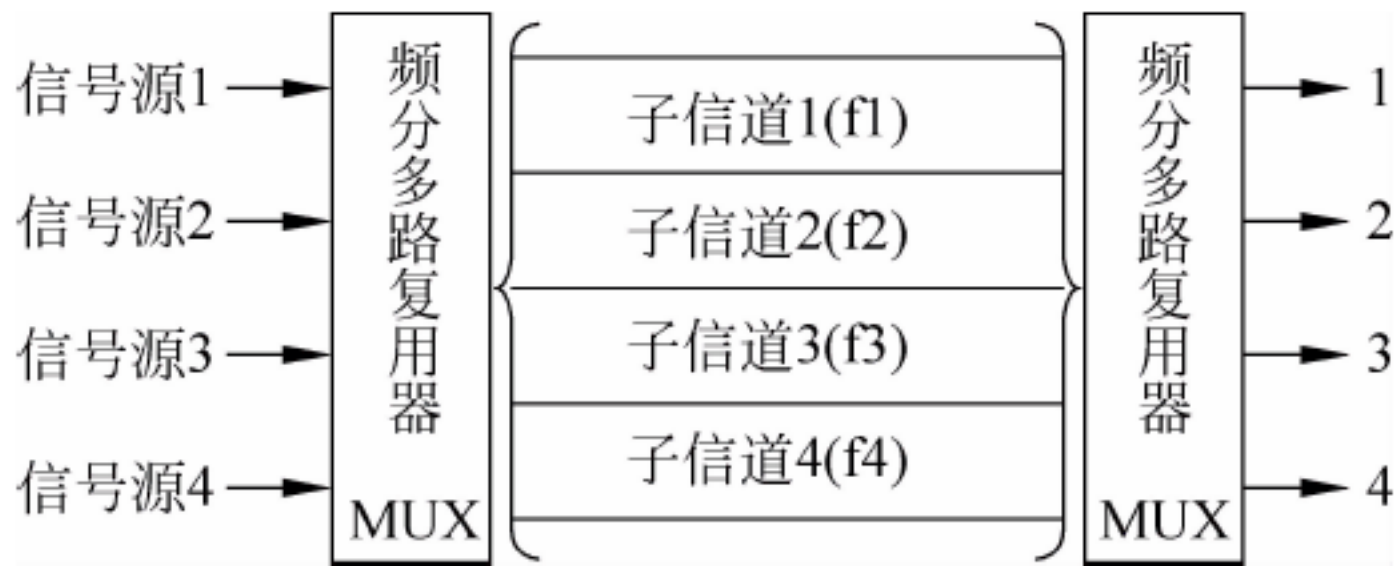 信号源1
信号源2
信号源3
信号源4
频分多路复用器
MUX
子信道1(f1)
子信道2(f2)
子信道3(f3)
子信道4(f4)
频分多路复用器
MUX
1
2
3
4